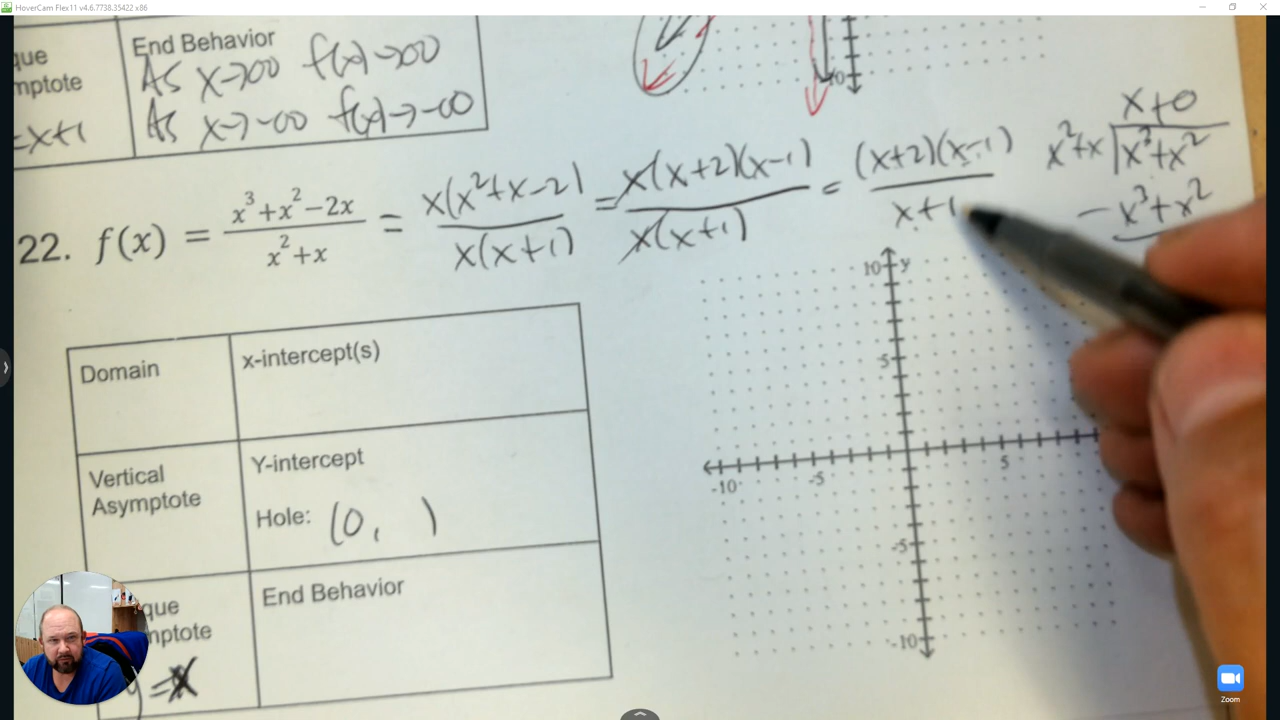 HoverCam Flex11 v4.6.7738.35422 x86
que
mptote
=x+1
End Behavior
As x→∞ f(x)→∞
As x→-∞ f(x)→-∞
10
22. f(x) = x³+x²-2x / x²+x = x(x²+x-2) / x(x+1) = x(x+2)(x-1) / x(x+1) = (x+2)(x-1) / x+1
x+0
x²+x x³+x²
- x³+x²
Domain
x-intercept(s)
Vertical
Asymptote
Y-intercept
Hole: (0, )
que
mptote
End Behavior
10 y
5
-10 -5 5
-5
-10
Zoom